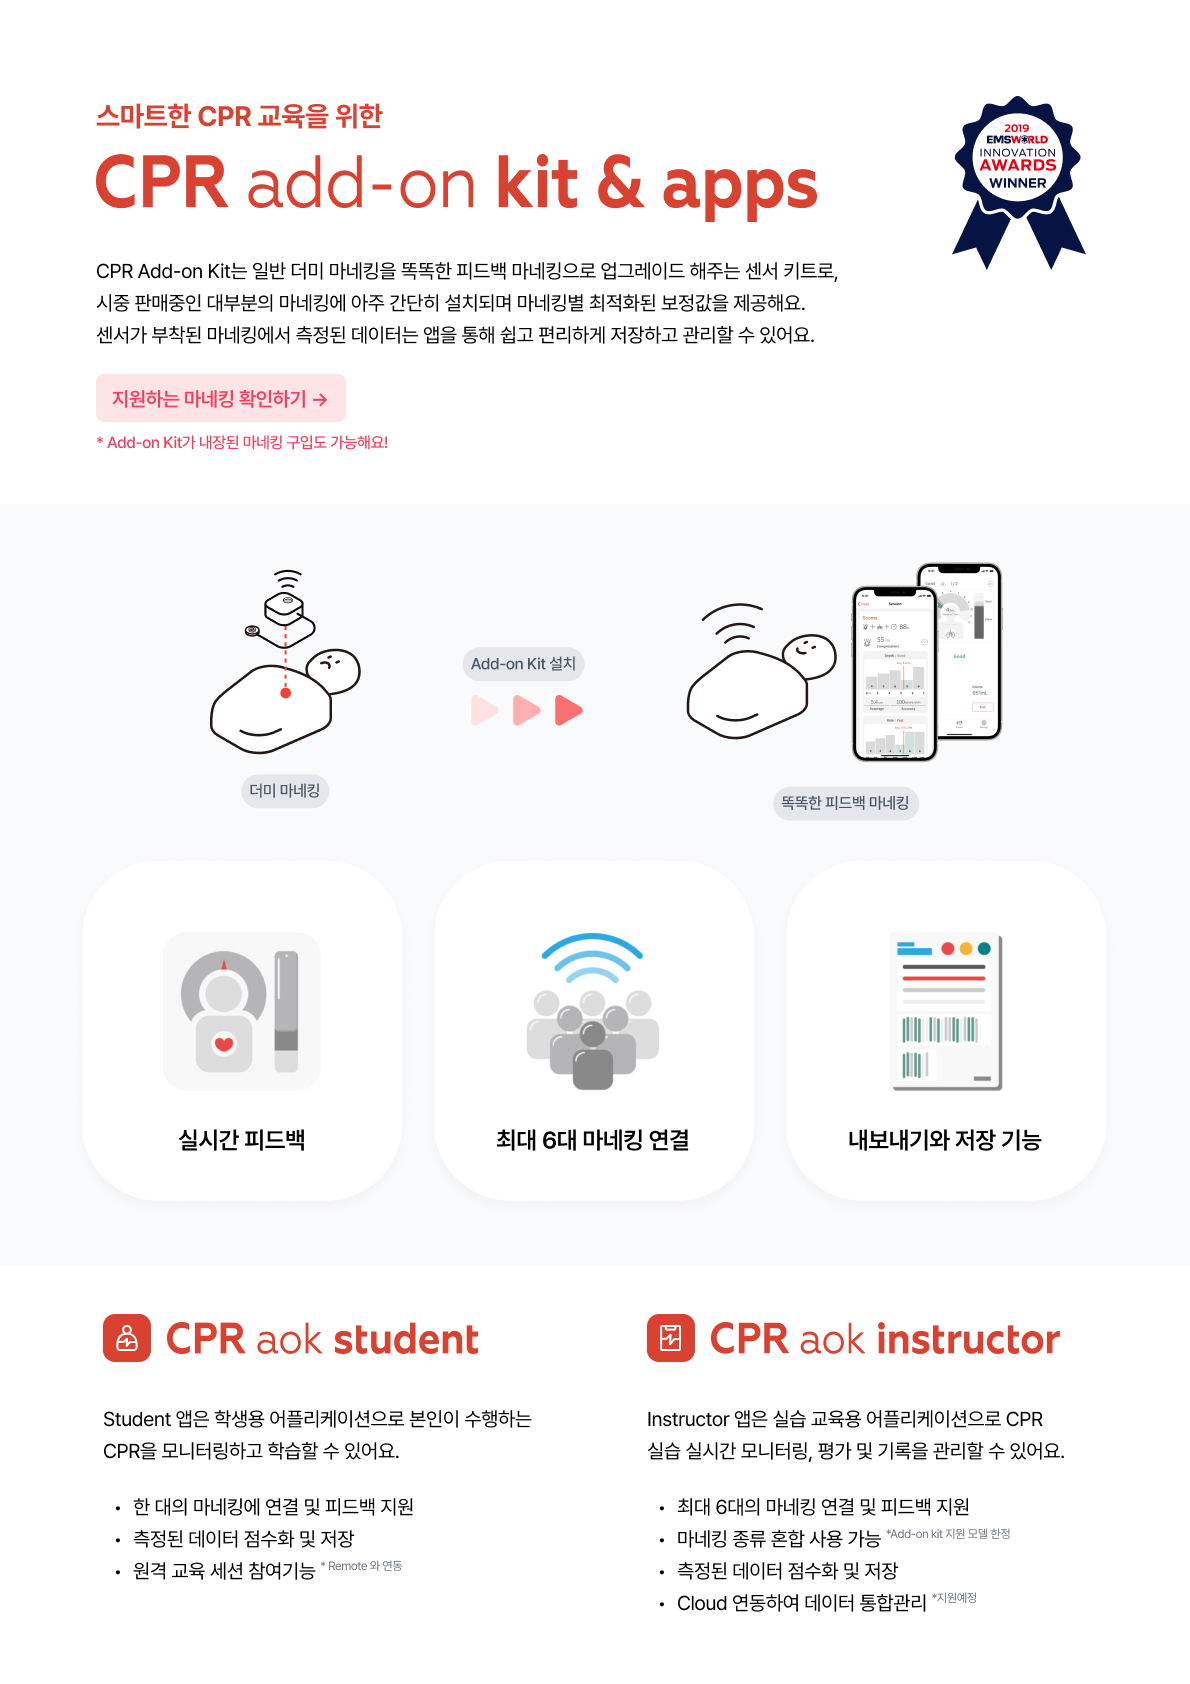 스마트한 CPR 교육을 위한
CPR add-on kit & apps
2019
EMSWORLD
INNOVATION
AWARDS
WINNER
CPR Add-on Kit는 일반 더미 마네킹을 똑똑한 피드백 마네킹으로 업그레이드 해주는 센서 키트로,
시중 판매중인 대부분의 마네킹에 아주 간단히 설치되며 마네킹별 최적화된 보정값을 제공해요.
센서가 부착된 마네킹에서 측정된 데이터는 앱을 통해 쉽고 편리하게 저장하고 관리할 수 있어요.
지원하는 마네킹 확인하기 →
* Add-on Kit가 내장된 마네킹 구입도 가능해요!
Add-on Kit 설치
더미 마네킹
똑똑한 피드백 마네킹
Session
Scores
88
55
Compressions
Depth | Good
5.4
100
Average
Accuracy
Rate | Fast
1 / 2
Good
651mL
실시간 피드백
최대 6대 마네킹 연결
내보내기와 저장 기능
CPR aok student
Student 앱은 학생용 어플리케이션으로 본인이 수행하는
CPR을 모니터링하고 학습할 수 있어요.
• 한 대의 마네킹에 연결 및 피드백 지원
• 측정된 데이터 점수화 및 저장
• 원격 교육 세션 참여기능 * Remote 와 연동
CPR aok instructor
Instructor 앱은 실습 교육용 어플리케이션으로 CPR
실습 실시간 모니터링, 평가 및 기록을 관리할 수 있어요.
• 최대 6대의 마네킹 연결 및 피드백 지원
• 마네킹 종류 혼합 사용 가능 *Add-on kit 지원 모델 한정
• 측정된 데이터 점수화 및 저장
• Cloud 연동하여 데이터 통합관리 *지원예정